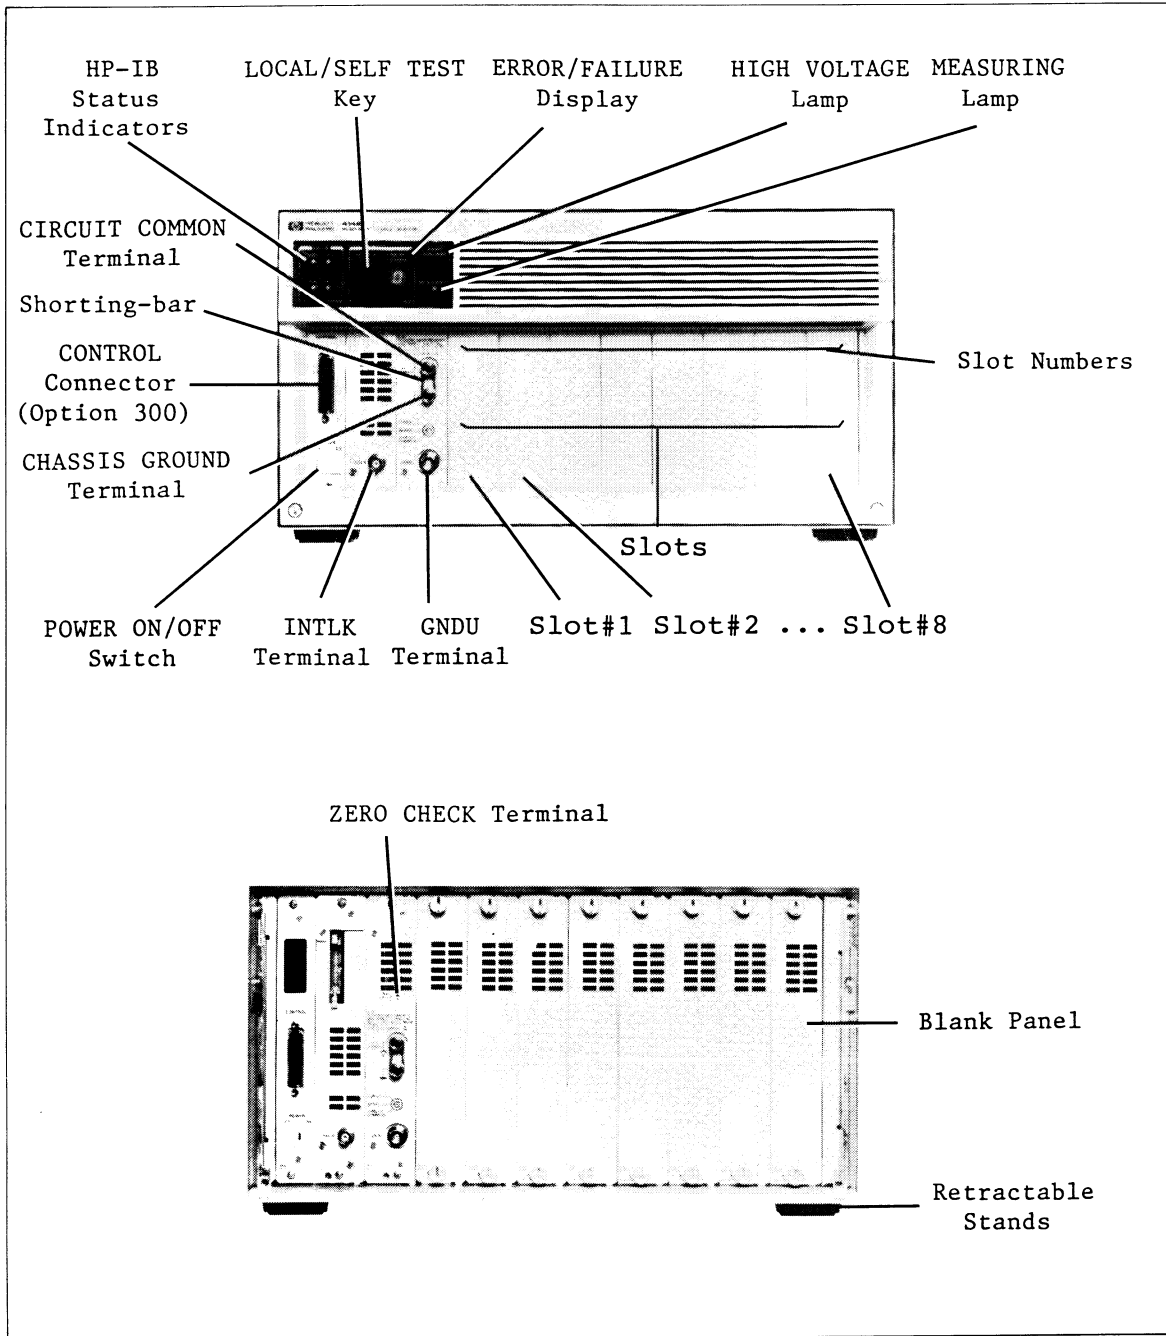 HP-IB
Status
Indicators
LOCAL/SELF TEST
Key
ERROR/FAILURE
Display
HIGH VOLTAGE
Lamp
MEASURING
Lamp
CIRCUIT COMMON
Terminal
Shorting-bar
CONTROL
Connector
(Option 300)
CHASSIS GROUND
Terminal
Slot Numbers
Slots
POWER ON/OFF
Switch
INTLK
Terminal
GNDU
Terminal
Slot#1 Slot#2 ... Slot#8
ZERO CHECK Terminal
Blank Panel
Retractable
Stands